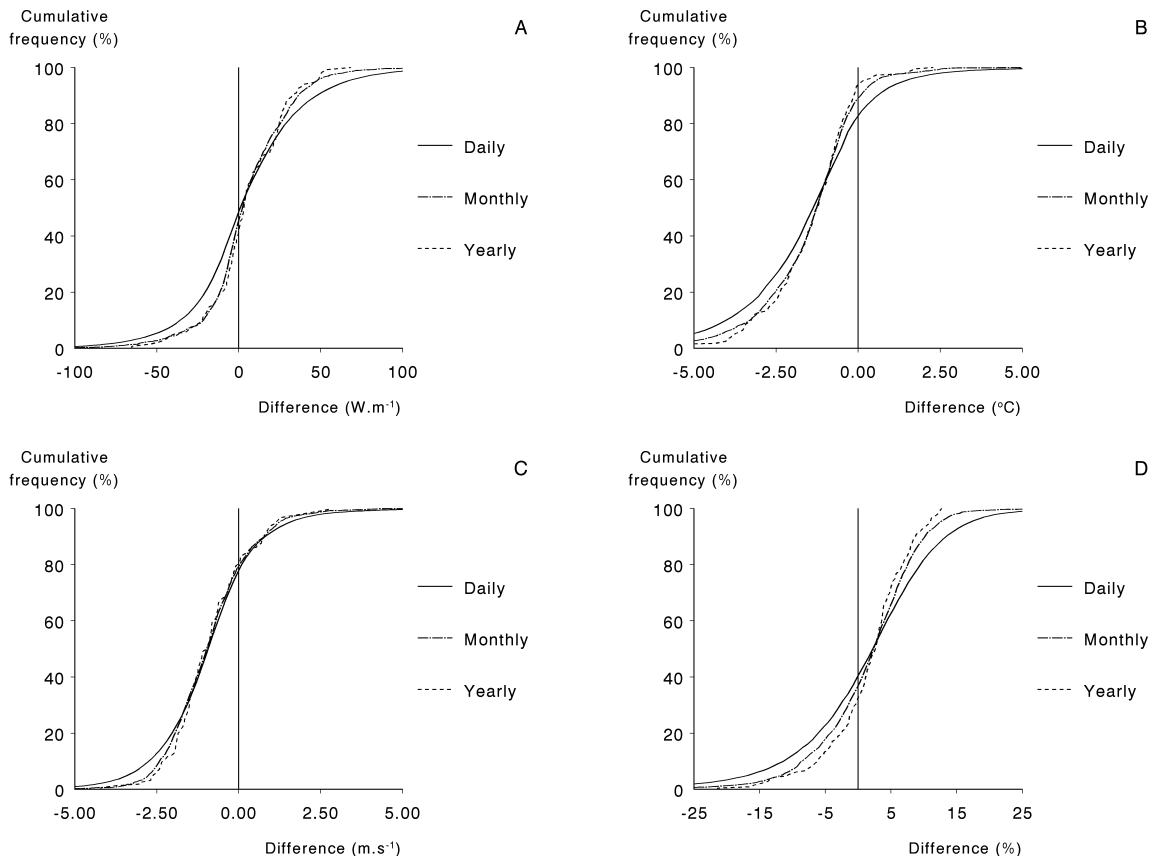 Cumulative
frequency (%)
A
100
80
60
40
20
0
-100 -50 0 50 100
Difference (W.m⁻¹)
Daily
Monthly
Yearly
Cumulative
frequency (%)
B
100
80
60
40
20
0
-5.00 -2.50 0.00 2.50 5.00
Difference (°C)
Daily
Monthly
Yearly
Cumulative
frequency (%)
C
100
80
60
40
20
0
-5.00 -2.50 0.00 2.50 5.00
Difference (m.s⁻¹)
Daily
Monthly
Yearly
Cumulative
frequency (%)
D
100
80
60
40
20
0
-25 -15 -5 5 15 25
Difference (%)
Daily
Monthly
Yearly